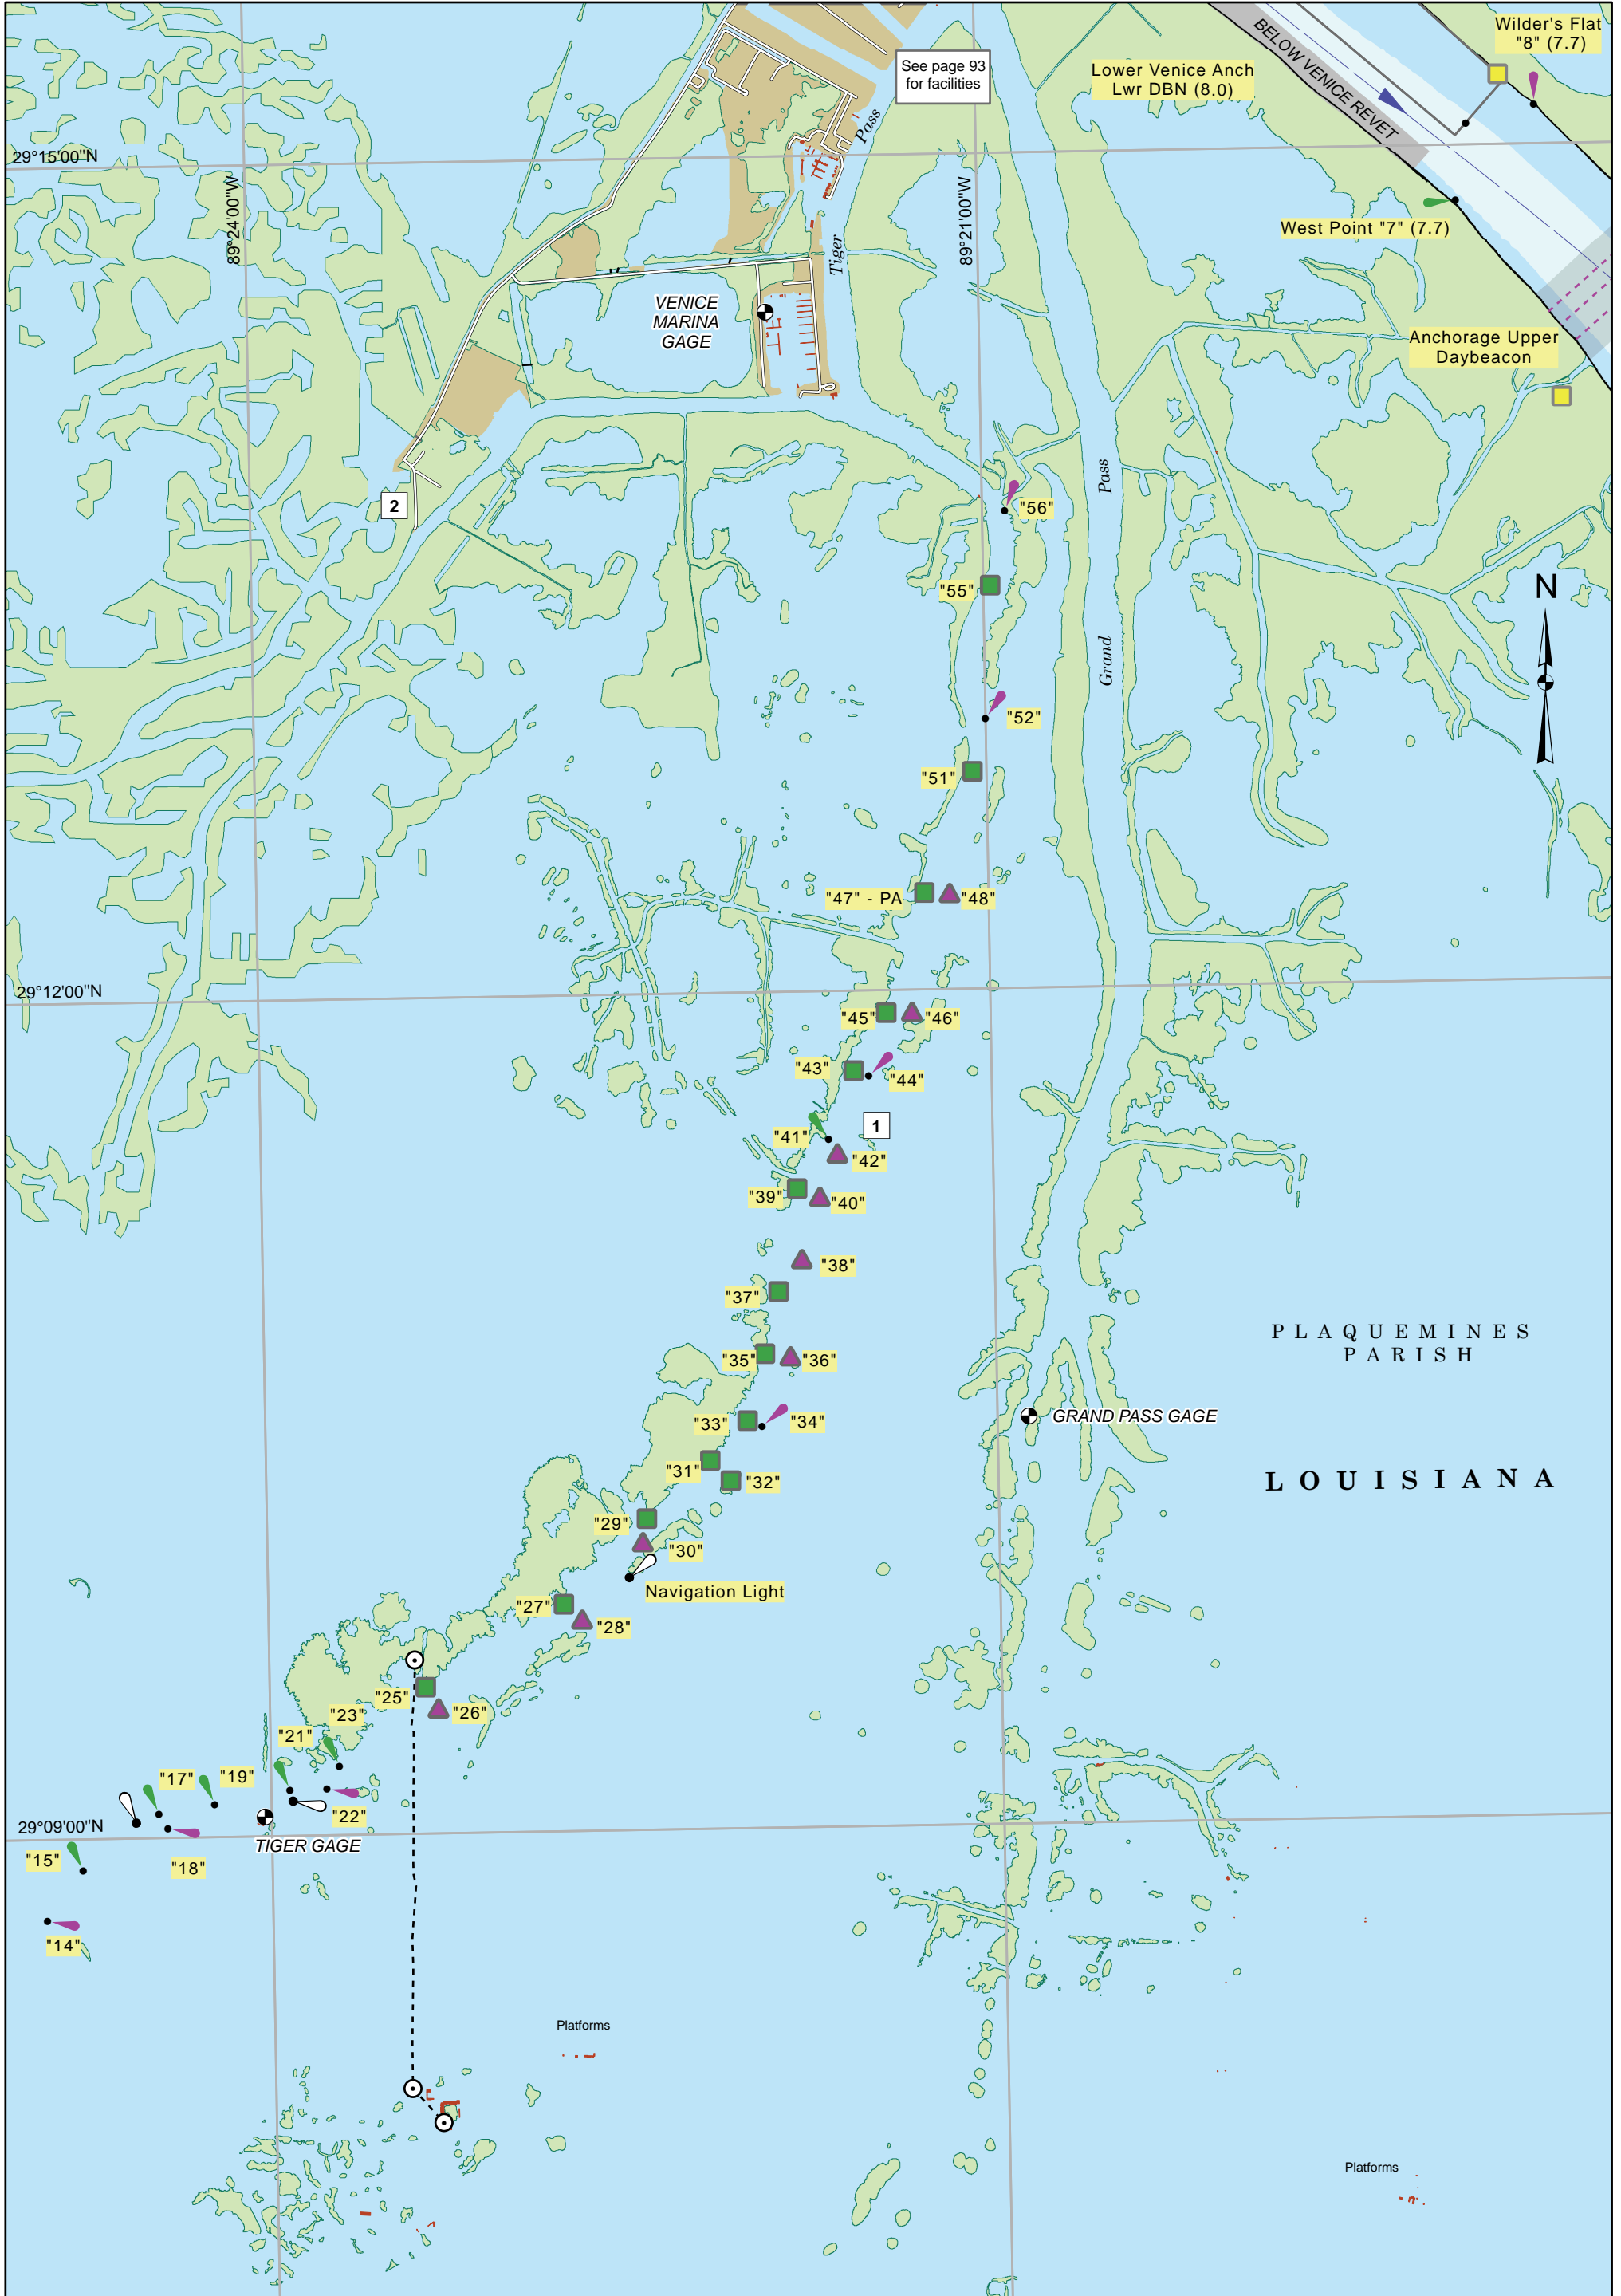 Wilder's Flat
"8" (7.7)
BELOW VENICE REVET
See page 93
for facilities
Lower Venice Anch
Lwr DBN (8.0)
Pass
29°15'00"N
89°24'00"W
89°21'00"W
West Point "7" (7.7)
Tiger
VENICE
MARINA
GAGE
Anchorage Upper
Daybeacon
Pass
2
"56"
"55"
N
Grand
"52"
"51"
"47" - PA
"48"
29°12'00"N
"45"
"46"
"43"
"44"
1
"41"
"42"
"39"
"40"
"38"
"37"
PLAQUEMINES
PARISH
"35"
"36"
GRAND PASS GAGE
"33"
"34"
"31"
"32"
LOUISIANA
"29"
"30"
Navigation Light
"27"
"28"
"25"
"26"
"23"
"21"
"17"
"19"
"22"
29°09'00"N
TIGER GAGE
"15"
"18"
"14"
Platforms
Platforms